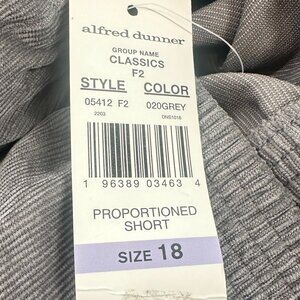 alfred dunner
GROUP NAME
CLASSICS
F2
STYLE COLOR
05412 F2 020GREY
2203 DNS1018
1 96389 03463 4
PROPORTIONED
SHORT
SIZE 18